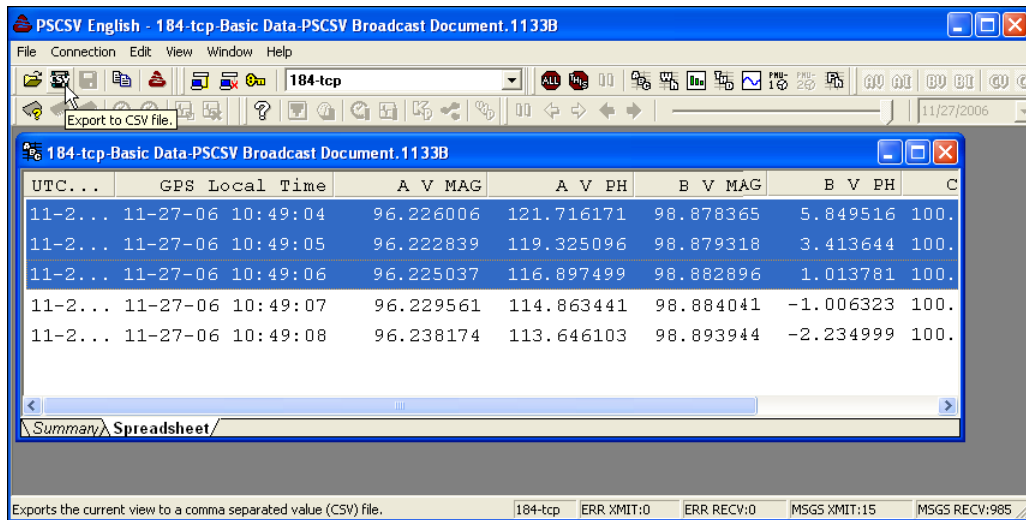 PSCSV English - 184-tcp-Basic Data-PSCSV Broadcast Document.1133B
File Connection Edit View Window Help
CSV 184-tcp ALL
Export to CSV file. 11/27/2006
184-tcp-Basic Data-PSCSV Broadcast Document.1133B
UTC... GPS Local Time A V MAG A V PH B V MAG B V PH C
11-2... 11-27-06 10:49:04 96.226006 121.716171 98.878365 5.849516 100.
11-2... 11-27-06 10:49:05 96.222839 119.325096 98.879318 3.413644 100.
11-2... 11-27-06 10:49:06 96.225037 116.897499 98.882896 1.013781 100.
11-2... 11-27-06 10:49:07 96.229561 114.863441 98.884041 -1.006323 100.
11-2... 11-27-06 10:49:08 96.238174 113.646103 98.893944 -2.234999 100.
Summary Spreadsheet
Exports the current view to a comma separated value (CSV) file. 184-tcp ERR XMIT:0 ERR RECV:0 MSGS XMIT:15 MSGS RECV:985